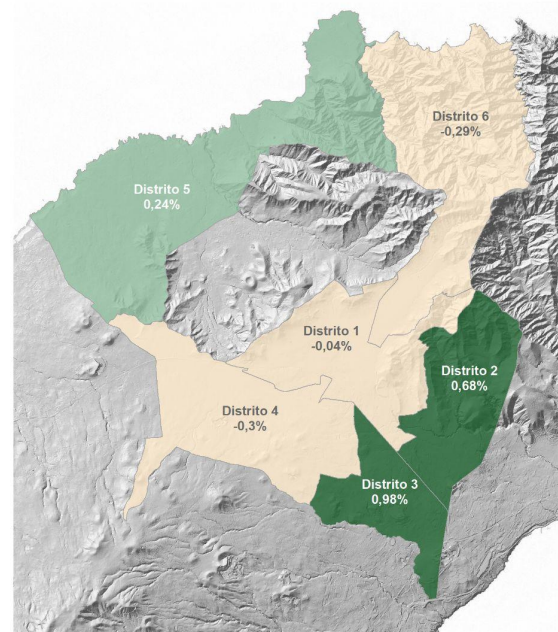 Distrito 6
-0,29%
Distrito 5
0,24%
Distrito 1
-0,04%
Distrito 2
0,68%
Distrito 4
-0,3%
Distrito 3
0,98%